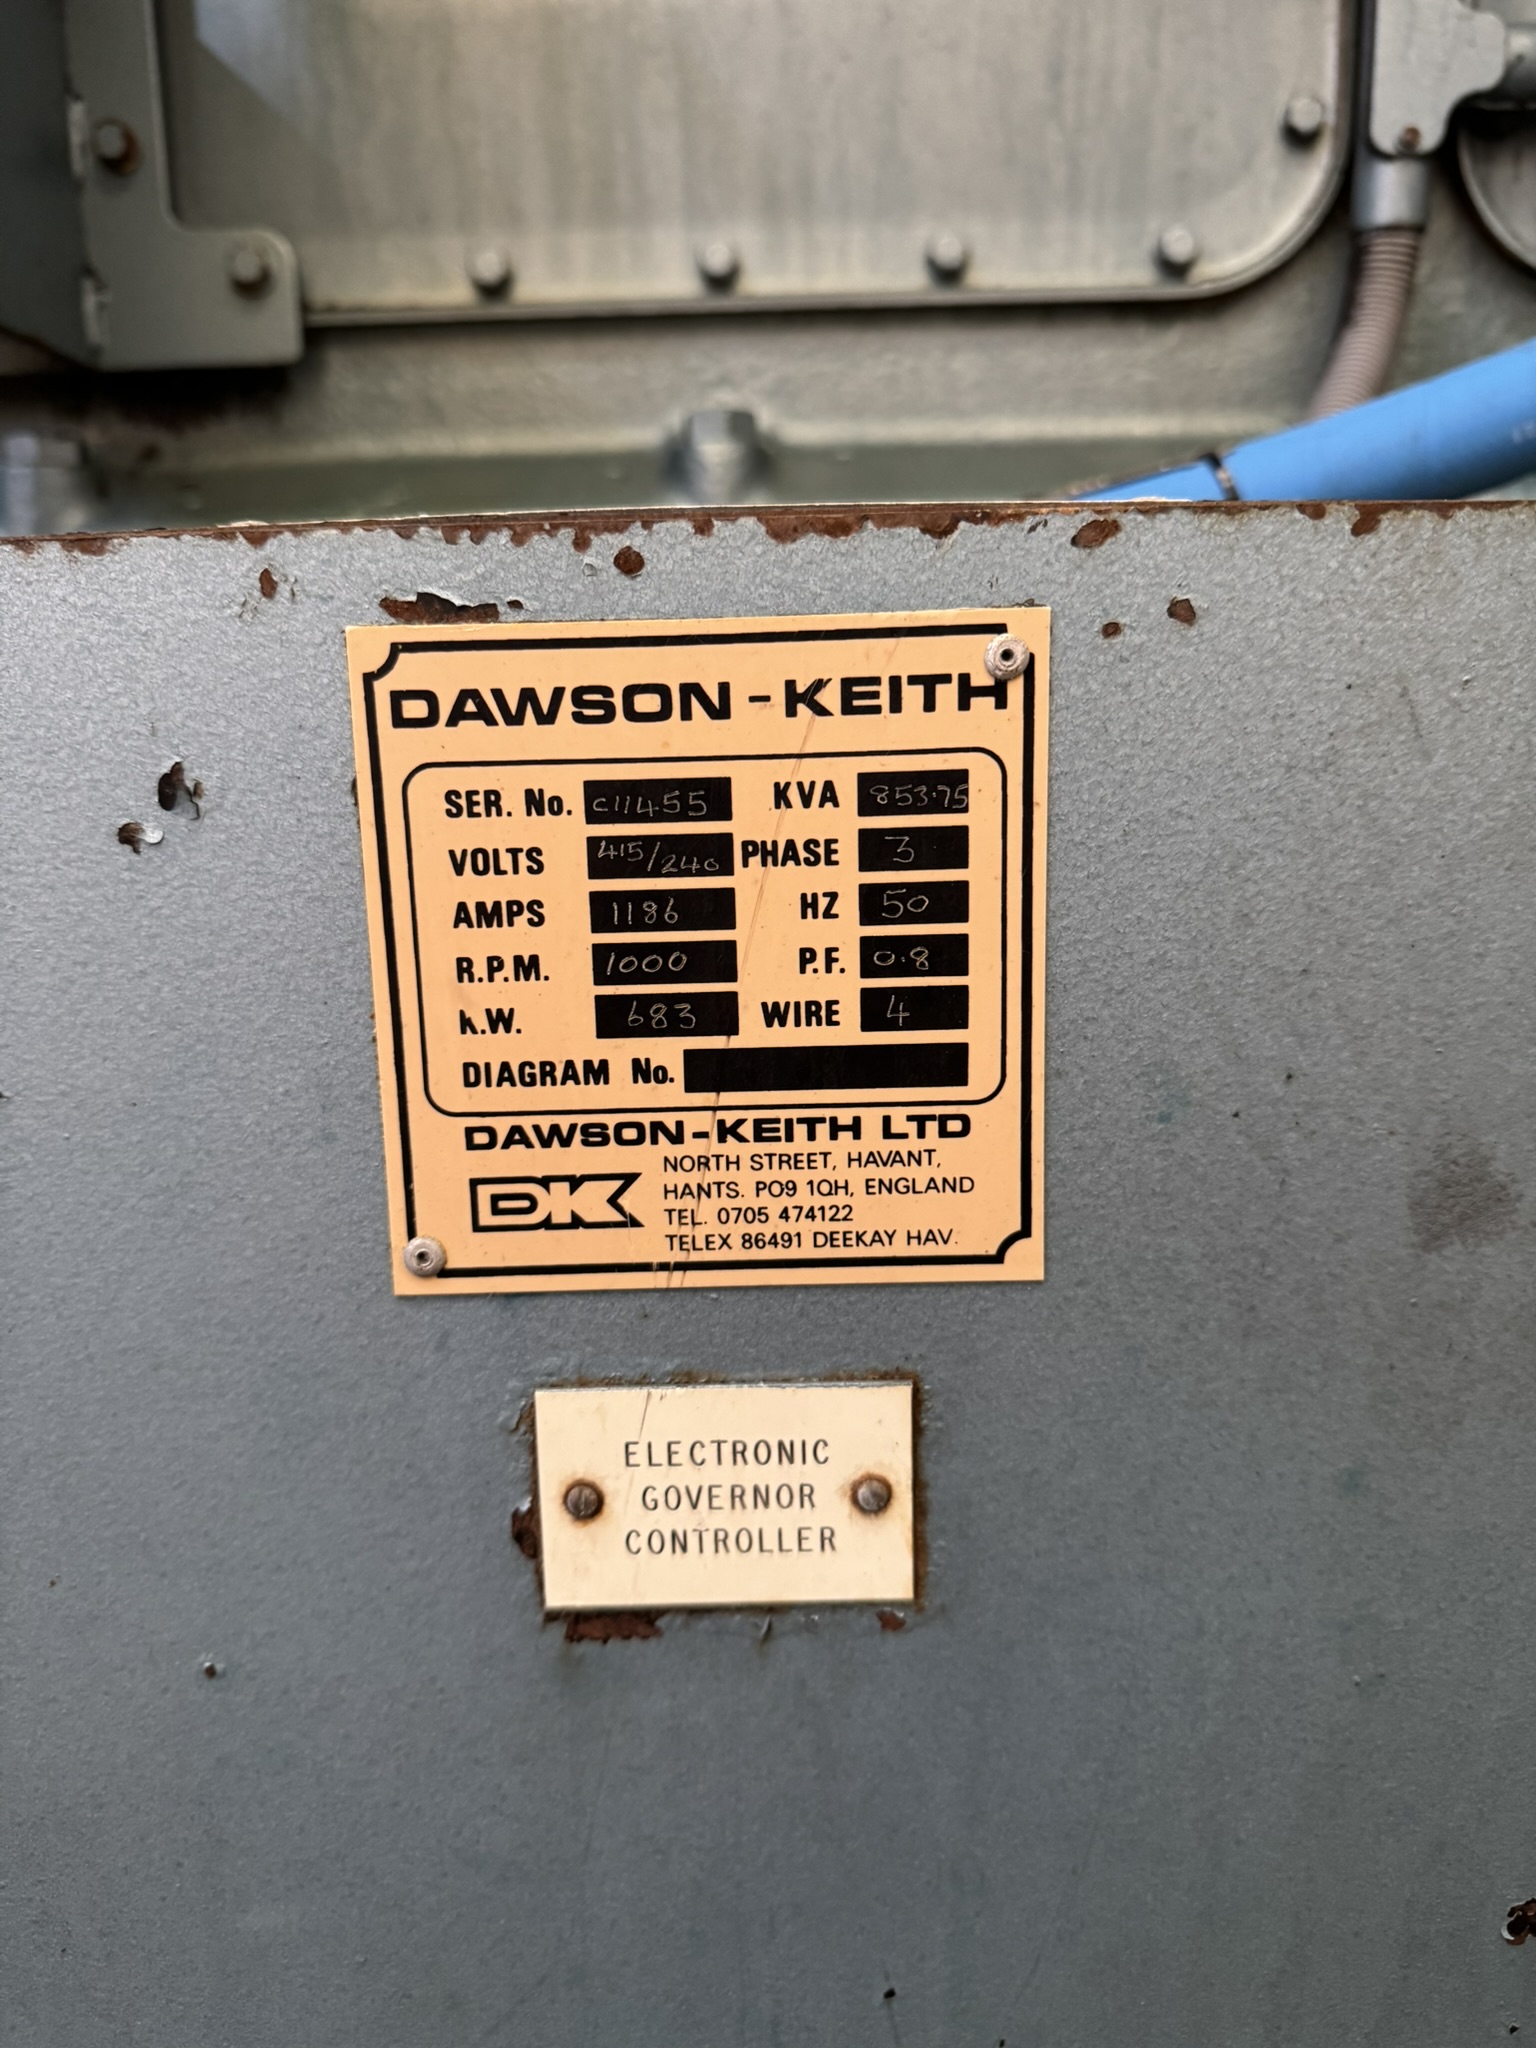 DAWSON-KEITH
SER. No. C11455 KVA 853.75
VOLTS 415/240 PHASE 3
AMPS 1186 HZ 50
R.P.M. 1000 P.F. 0.8
K.W. 683 WIRE 4
DIAGRAM No.
DAWSON-KEITH LTD
DK
NORTH STREET, HAVANT,
HANTS. PO9 1QH, ENGLAND
TEL. 0705 474122
TELEX 86491 DEEKAY HAV.
ELECTRONIC
GOVERNOR
CONTROLLER